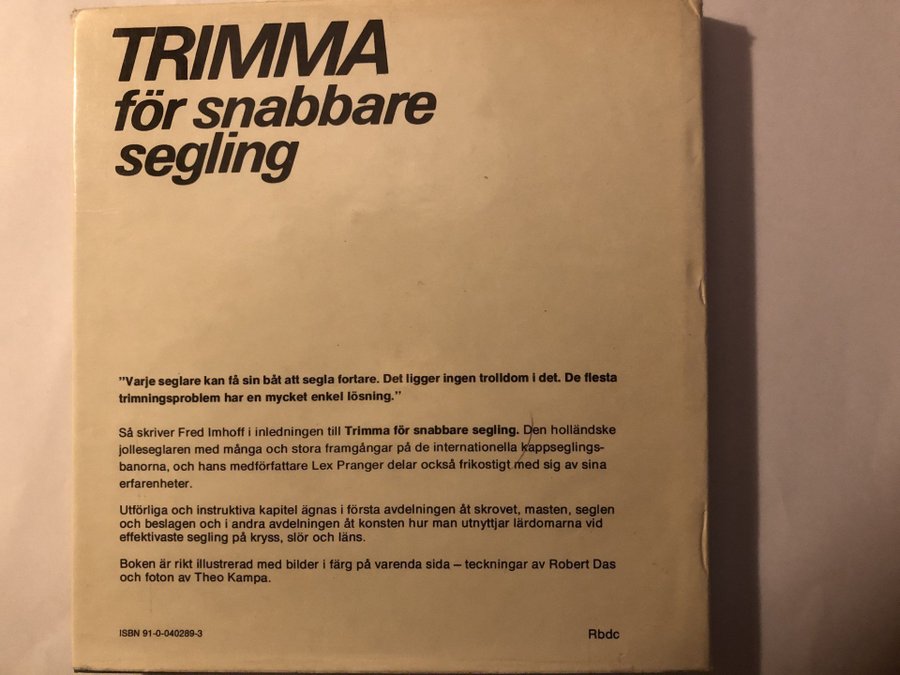 TRIMMA
för snabbare
segling
”Varje seglare kan få sin båt att segla fortare. Det ligger ingen trolldom i det. De flesta
trimningsproblem har en mycket enkel lösning.”
Så skriver Fred Imhoff i inledningen till Trimma för snabbare segling. Den holländske
jolleseglaren med många och stora framgångar på de internationella kappseglings-
banorna, och hans medförfattare Lex Pranger delar också frikostigt med sig av sina
erfarenheter.
Utförliga och instruktiva kapitel ägnas i första avdelningen åt skrovet, masten, seglen
och beslagen och i andra avdelningen åt konsten hur man utnyttjar lärdomarna vid
effektivaste segling på kryss, slör och läns.
Boken är rikt illustrerad med bilder i färg på varenda sida – teckningar av Robert Das
och foton av Theo Kampa.
ISBN 91-0-040289-3
Rbdc